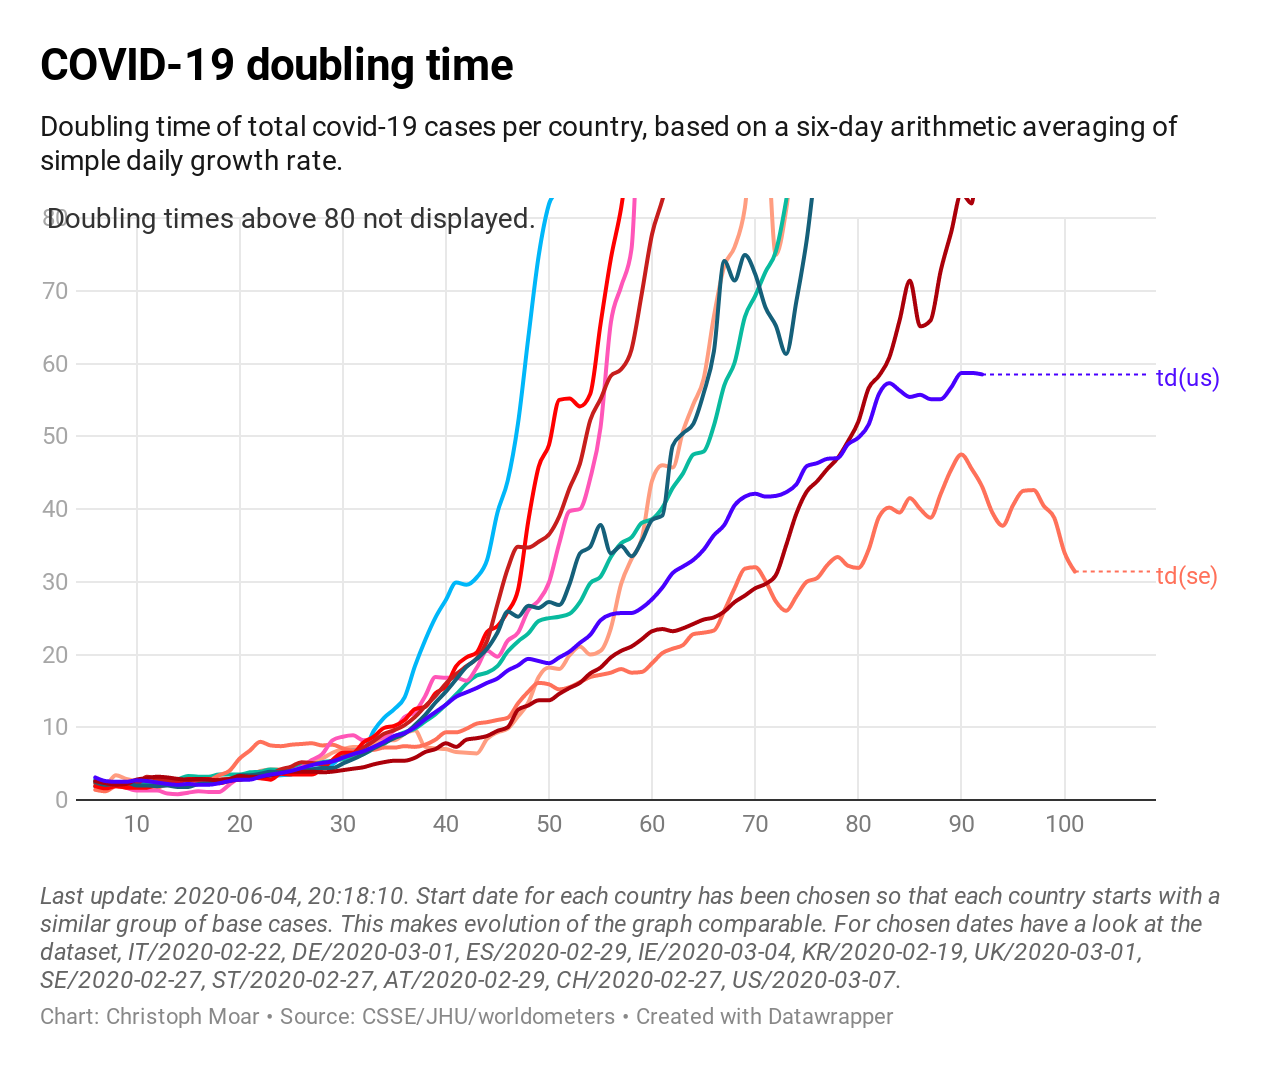 COVID-19 doubling time
Doubling time of total covid-19 cases per country, based on a six-day arithmetic averaging of
simple daily growth rate.
80
Doubling times above 80 not displayed.
70
60
td(us)
50
40
30
td(se)
20
10
0
10 20 30 40 50 60 70 80 90 100
Last update: 2020-06-04, 20:18:10. Start date for each country has been chosen so that each country starts with a
similar group of base cases. This makes evolution of the graph comparable. For chosen dates have a look at the
dataset, IT/2020-02-22, DE/2020-03-01, ES/2020-02-29, IE/2020-03-04, KR/2020-02-19, UK/2020-03-01,
SE/2020-02-27, ST/2020-02-27, AT/2020-02-29, CH/2020-02-27, US/2020-03-07.
Chart: Christoph Moar • Source: CSSE/JHU/worldometers • Created with Datawrapper